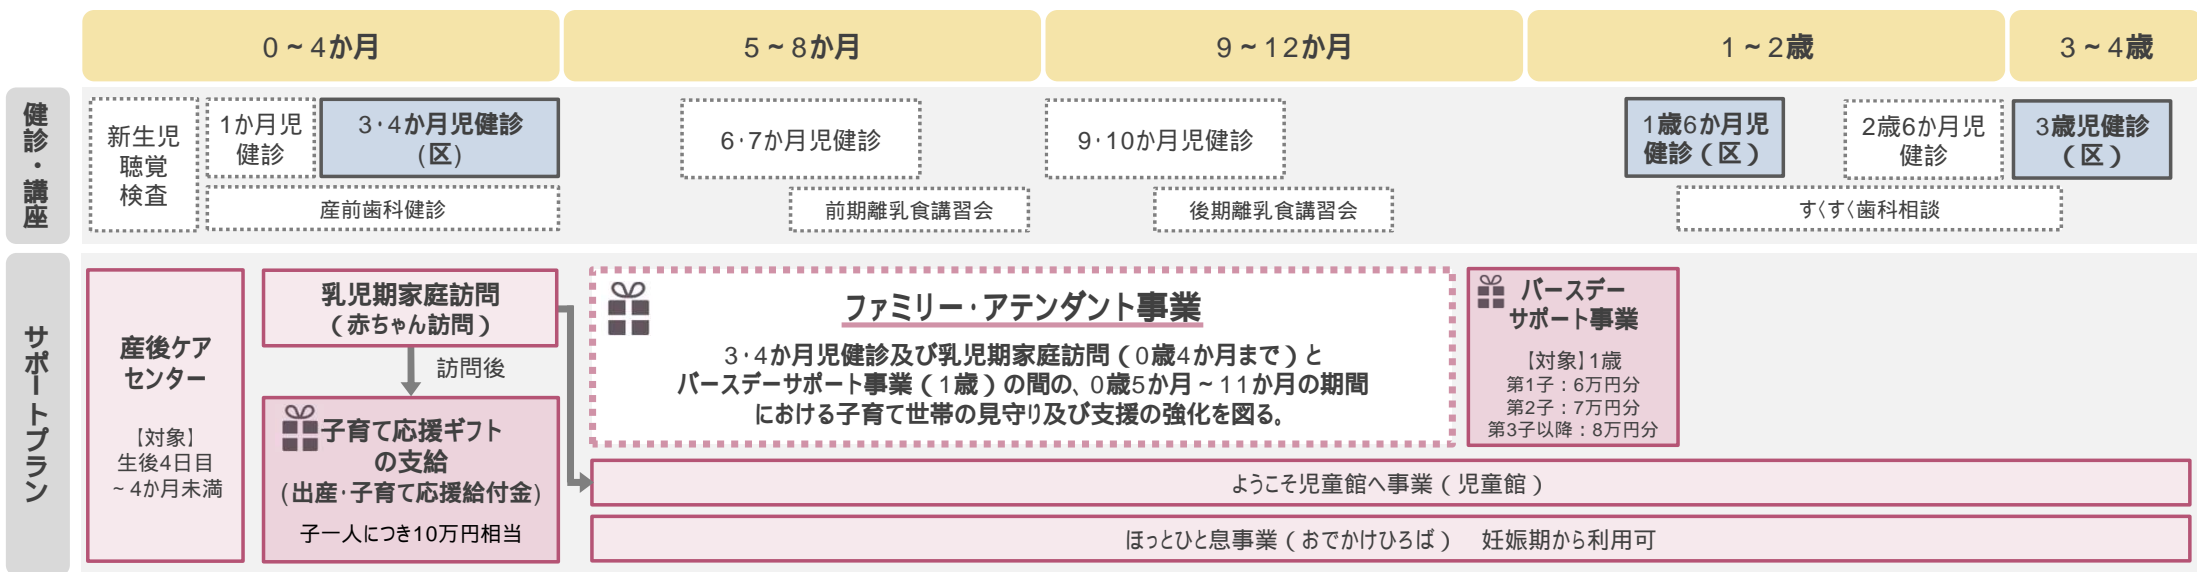 0~4か月
5~8か月
9~12か月
1~2歳
3~4歳
健診・講座
新生児
聴覚
検査
1か月児
健診
3・4か月児健診
(区)
産前歯科健診
6・7か月児健診
前期離乳食講習会
9・10か月児健診
後期離乳食講習会
1歳6か月児
健診(区)
2歳6か月児
健診
3歳児健診
(区)
すくすく歯科相談
サポートプラン
産後ケア
センター
【対象】
生後4日目
~4か月未満
乳児期家庭訪問
(赤ちゃん訪問)
訪問後
子育て応援ギフト
の支給
(出産・子育て応援給付金)
子一人につき10万円相当
ファミリー・アテンダント事業
3・4か月児健診及び乳児期家庭訪問(0歳4か月まで)と
バースデーサポート事業(1歳)の間の、0歳5か月~11か月の期間
における子育て世帯の見守り及び支援の強化を図る。
バースデー
サポート事業
【対象】1歳
第1子:6万円分
第2子:7万円分
第3子以降:8万円分
ようこそ児童館へ事業(児童館)
ほっとひと息事業(おでかけひろば) 妊娠期から利用可